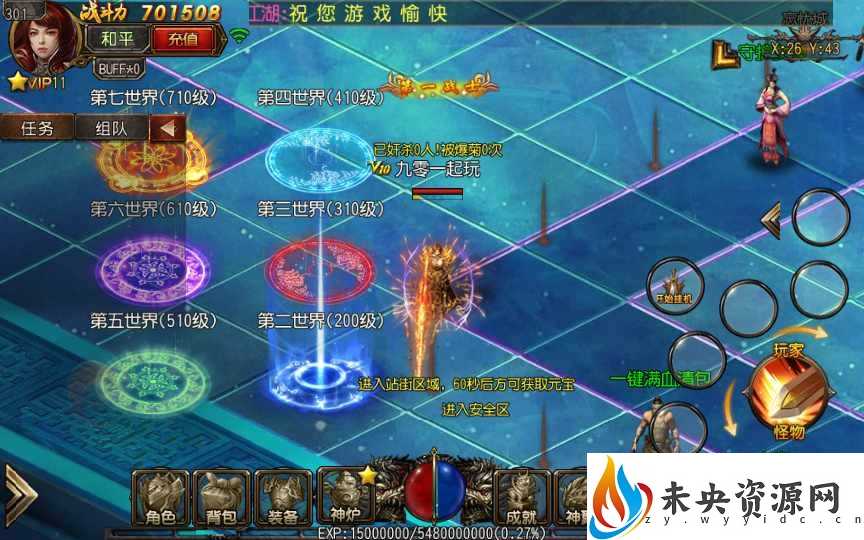 301
战斗力 701508
江湖:祝您游戏愉快
忘忧城
和平
充值
X:26 Y:43
BUFF*0
VIP11
第七世界(710级)
第四世界(410级)
第一战士
任务
组队
已奸杀0人!被爆菊0次
V10 九零一起玩
第六世界(610级)
第三世界(310级)
开始挂机
第五世界(510级)
第二世界(200级)
玩家
一键满血清包
进入站街区域，60秒后方可获取元宝
进入安全区
怪物
角色
背包
装备
神炉
成就
EXP:15000000/5480000000(0.27%)
未央资源网
zy.wyyidc.cn